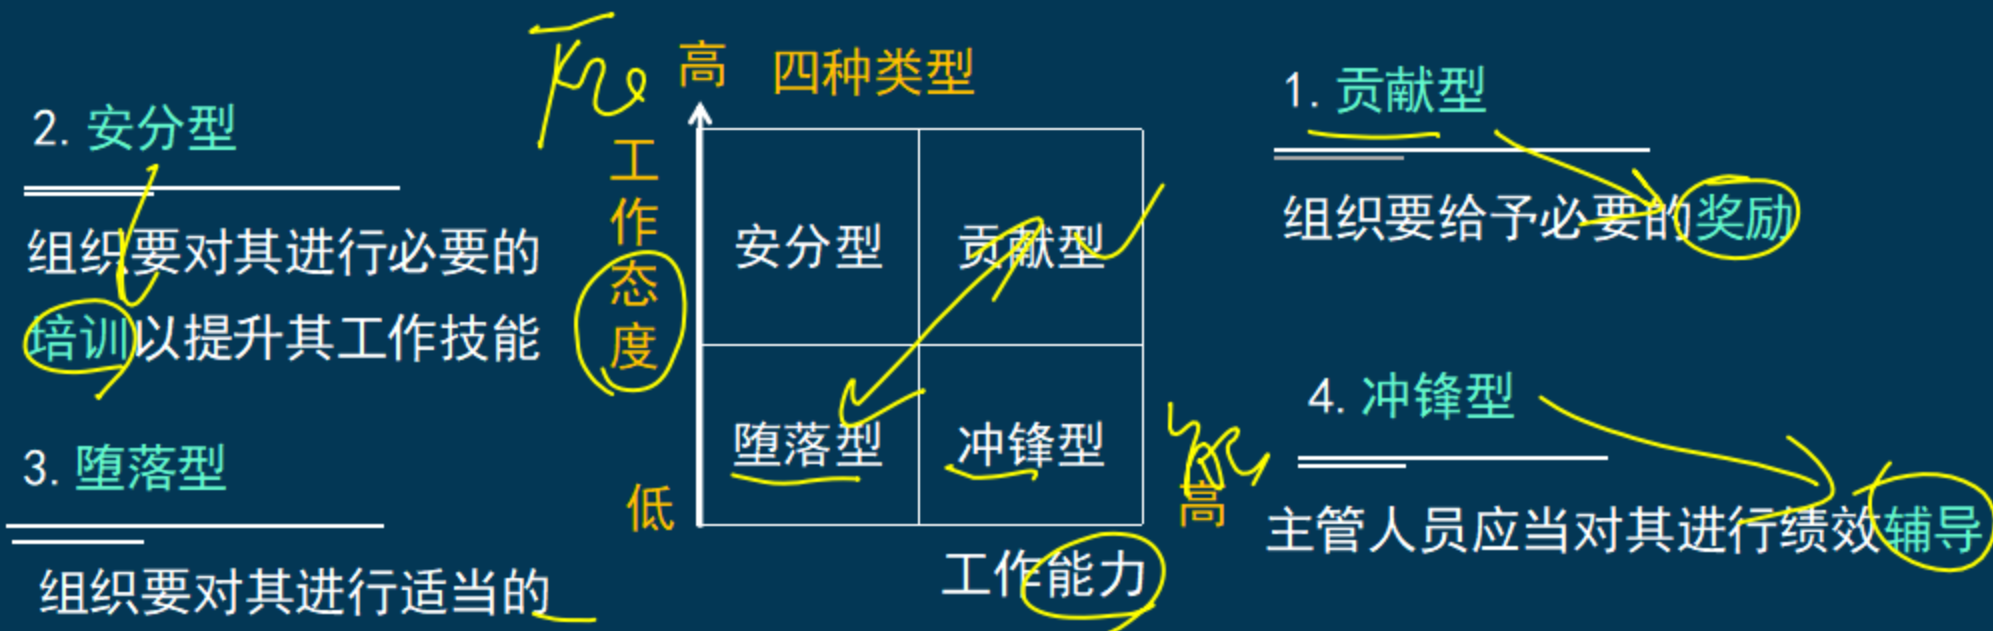 高 四种类型
1. 贡献型
组织要给予必要的奖励
2. 安分型
组织要对其进行必要的
培训以提升其工作技能
工作态度
安分型 贡献型
堕落型 冲锋型
低
高
工作能力
3. 堕落型
组织要对其进行适当的
4. 冲锋型
主管人员应当对其进行绩效辅导